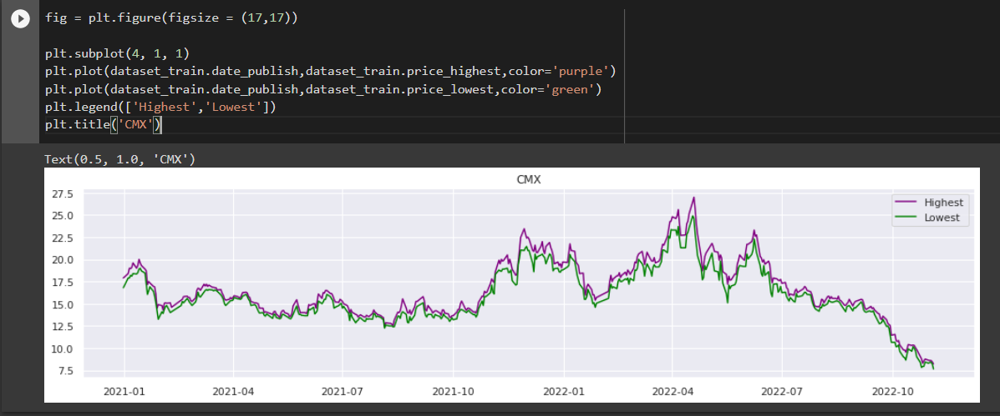 fig = plt.figure(figsize = (17,17))
plt.subplot(4, 1, 1)
plt.plot(dataset_train.date_publish,dataset_train.price_highest,color='purple')
plt.plot(dataset_train.date_publish,dataset_train.price_lowest,color='green')
plt.legend(['Highest','Lowest'])
plt.title('CMX')
Text(0.5, 1.0, 'CMX')
CMX
27.5
25.0
22.5
20.0
17.5
15.0
12.5
10.0
7.5
Highest
Lowest
2021-01 2021-04 2021-07 2021-10 2022-01 2022-04 2022-07 2022-10